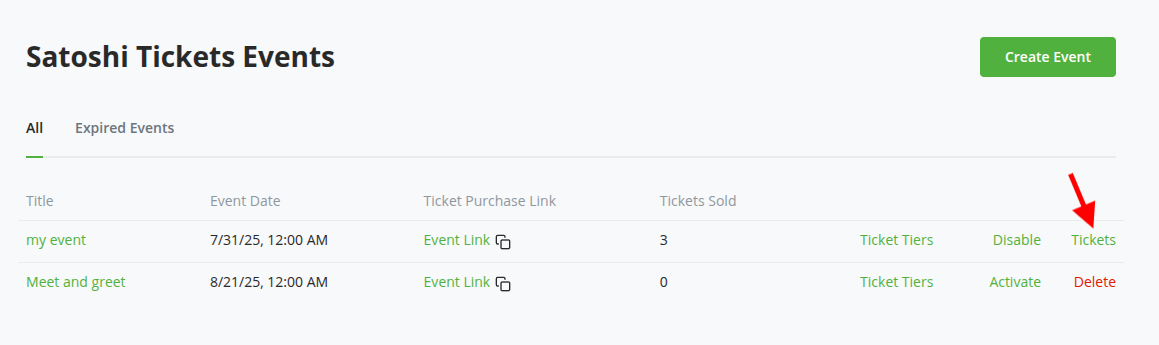 Satoshi Tickets Events
Create Event
All Expired Events
Title Event Date Ticket Purchase Link Tickets Sold
my event 7/31/25, 12:00 AM Event Link 3 Ticket Tiers Disable Tickets
Meet and greet 8/21/25, 12:00 AM Event Link 0 Ticket Tiers Activate Delete